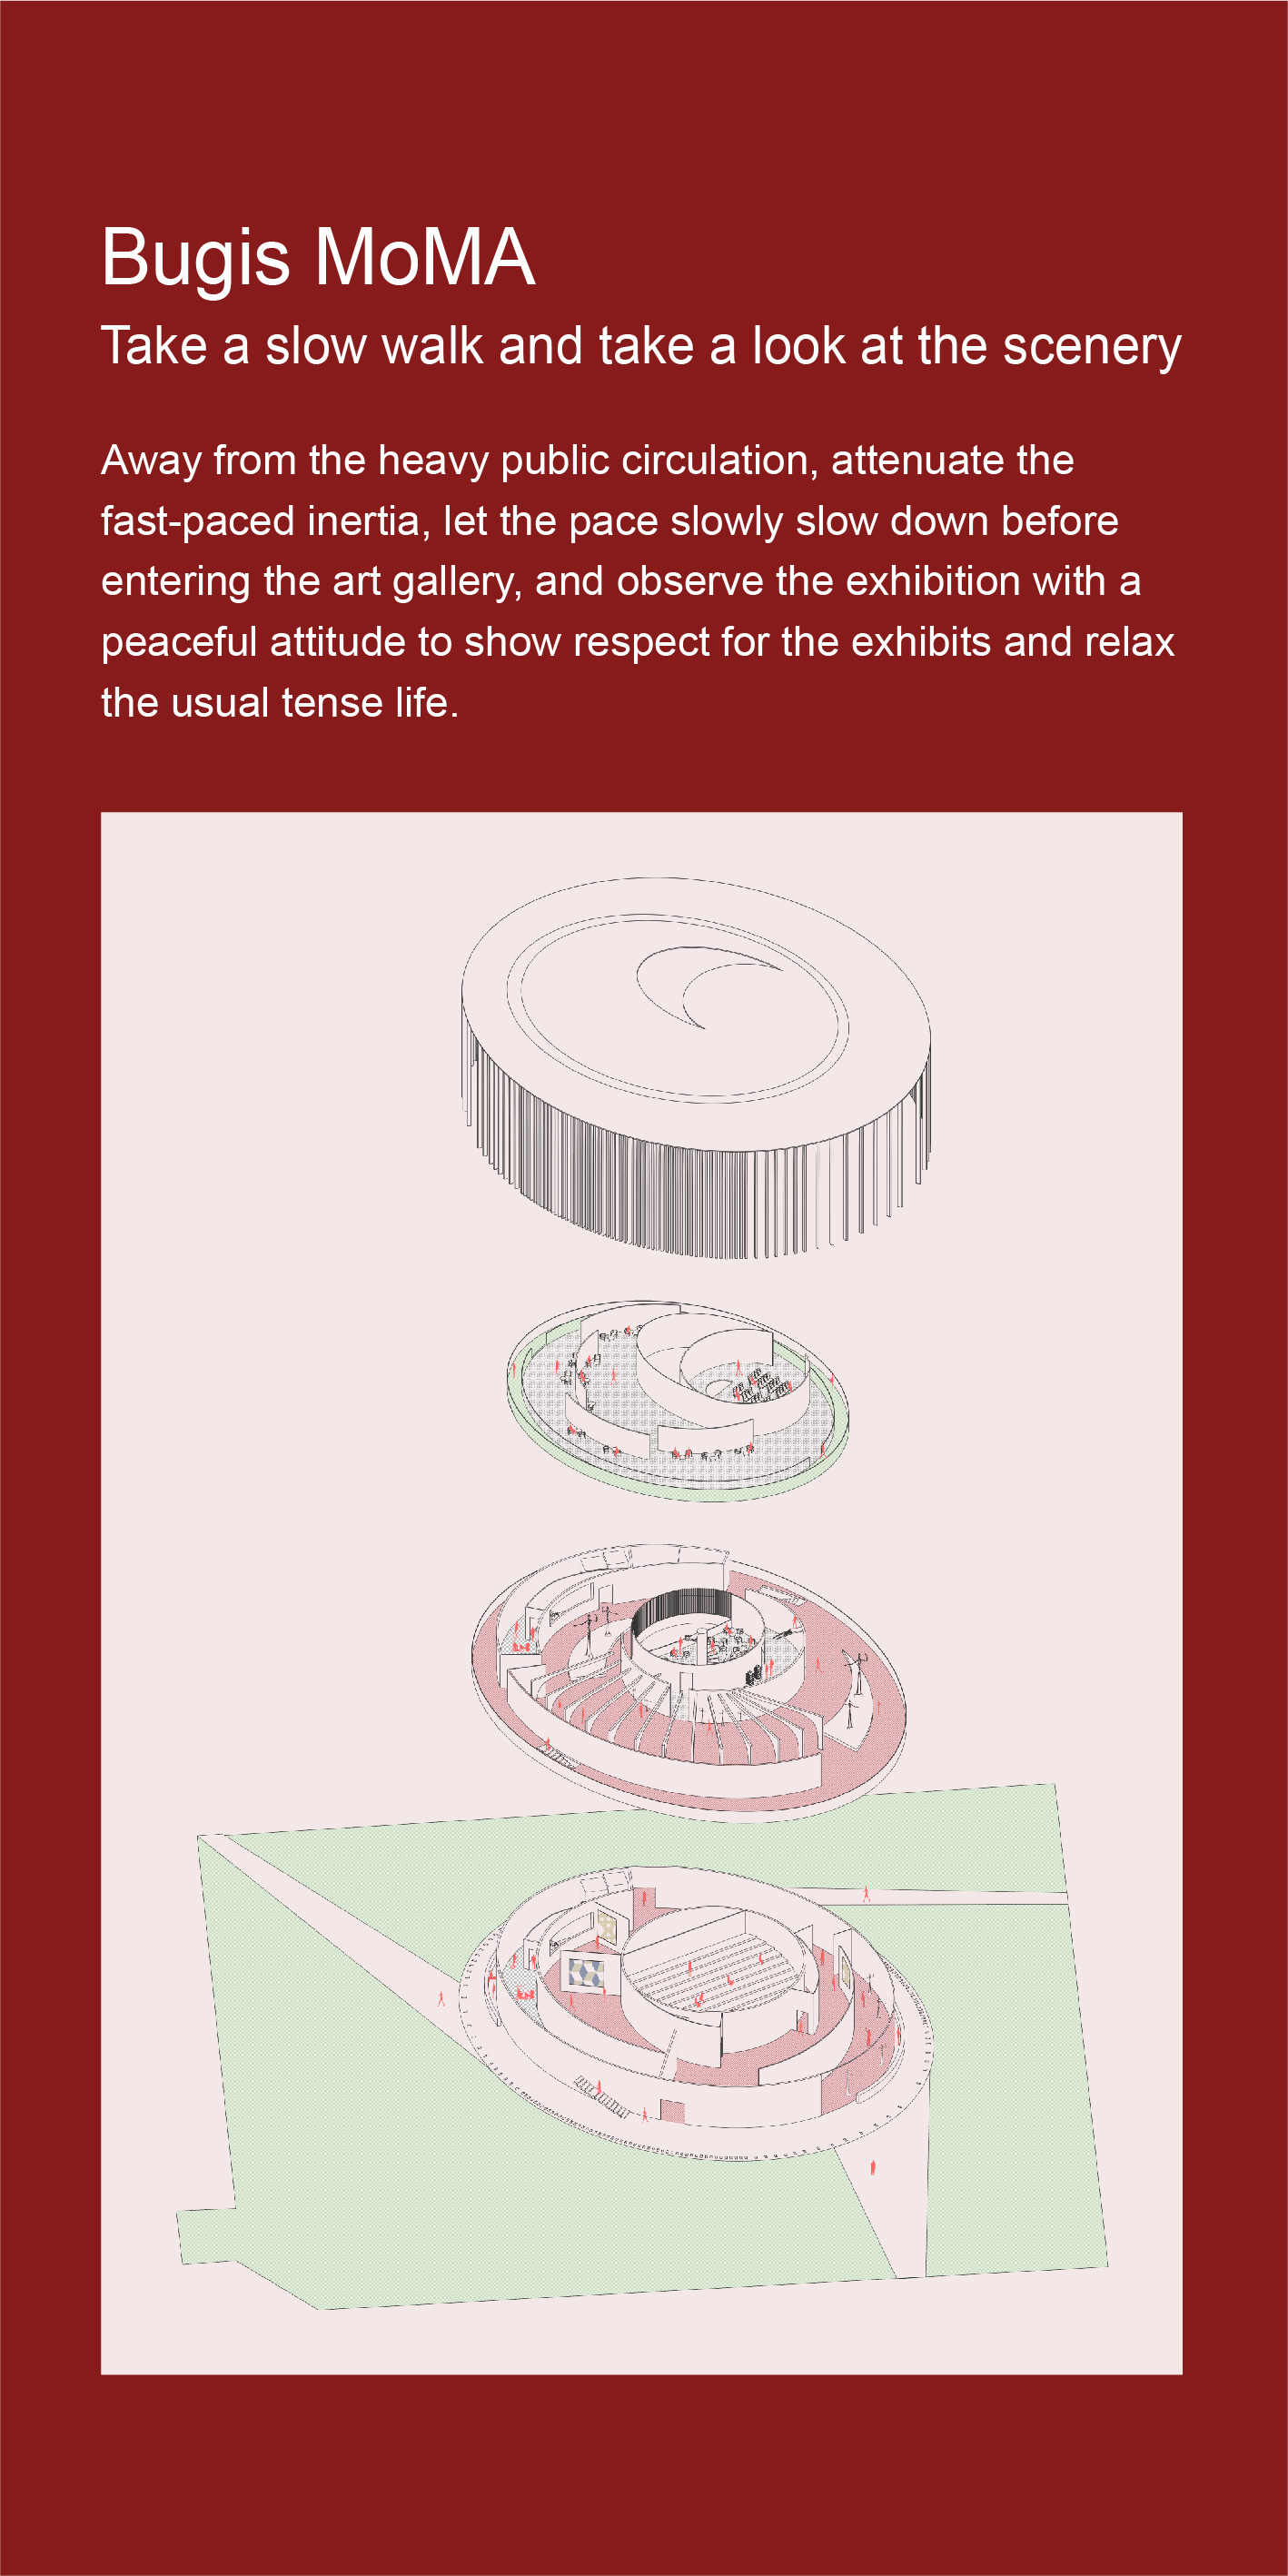 Bugis MoMA
Take a slow walk and take a look at the scenery
Away from the heavy public circulation, attenuate the
fast-paced inertia, let the pace slowly slow down before
entering the art gallery, and observe the exhibition with a
peaceful attitude to show respect for the exhibits and relax
the usual tense life.